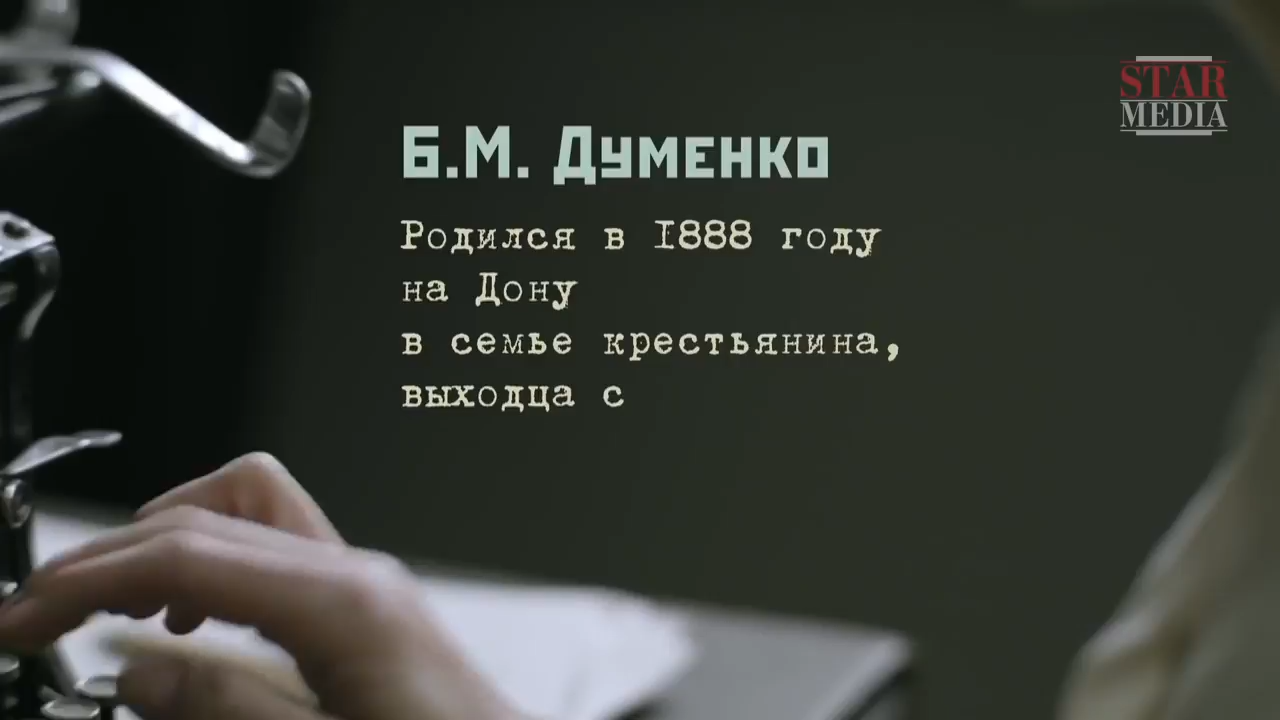 STAR
MEDIA
Б.М. Думенко
Родился в 1888 году
на Дону
в семье крестьянина,
выходца с